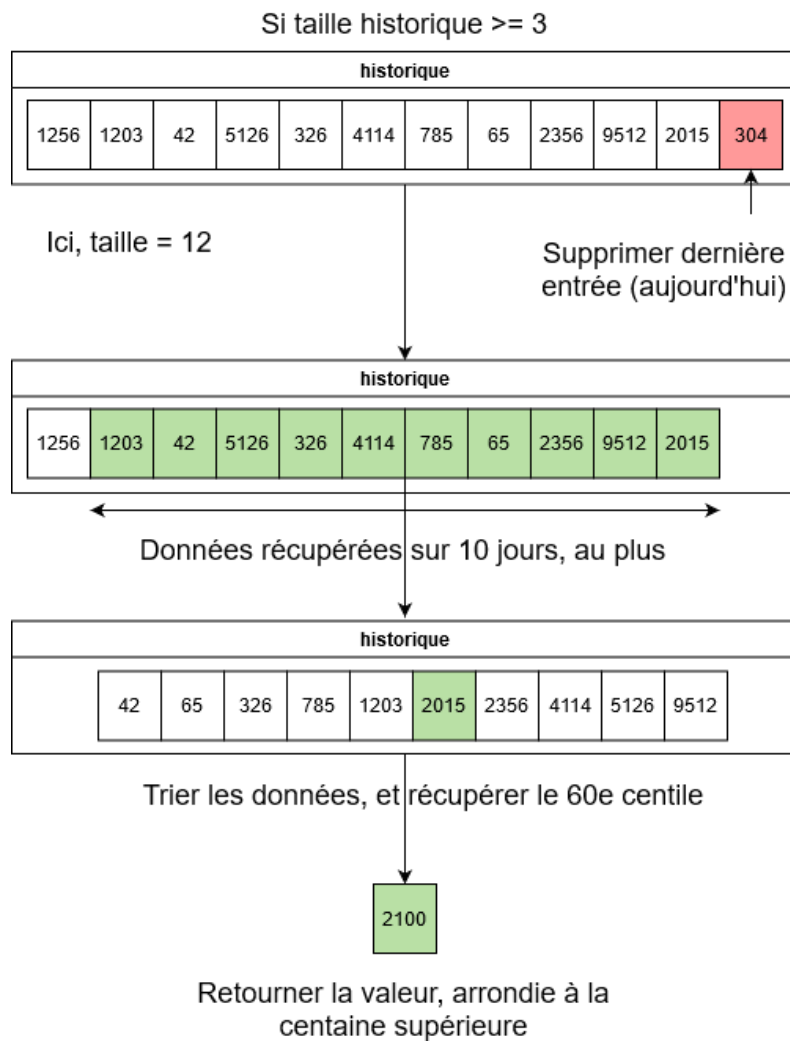 Si taille historique >= 3
historique
1256 1203 42 5126 326 4114 785 65 2356 9512 2015 304
Ici, taille = 12
Supprimer dernière
entrée (aujourd'hui)
historique
1256 1203 42 5126 326 4114 785 65 2356 9512 2015
Données récupérées sur 10 jours, au plus
historique
42 65 326 785 1203 2015 2356 4114 5126 9512
Trier les données, et récupérer le 60e centile
2100
Retourner la valeur, arrondie à la
centaine supérieure